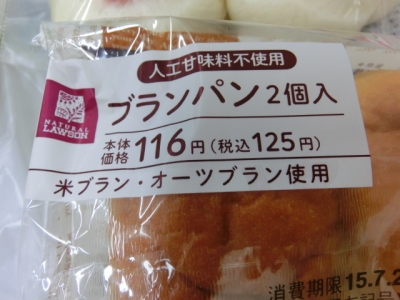 人工甘味料不使用
ブランパン2個入
NATURAL
LAWSON
本体
価格 116円(税込125円)
米ブラン・オーツブラン使用
消費期限 15.7.2